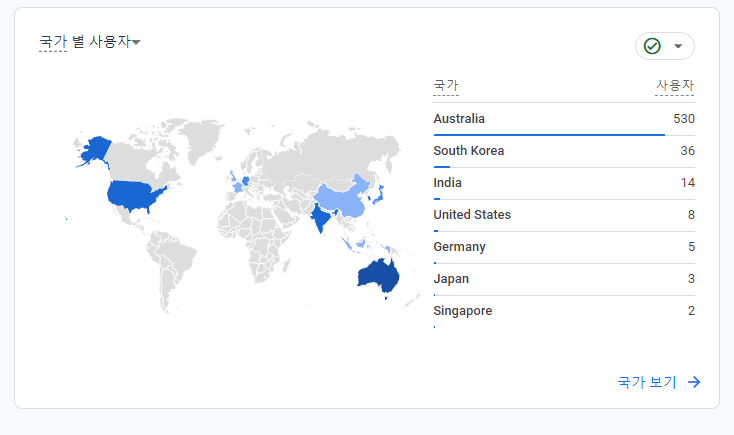 국가 별 사용자
국가 사용자
Australia 530
South Korea 36
India 14
United States 8
Germany 5
Japan 3
Singapore 2
국가 보기